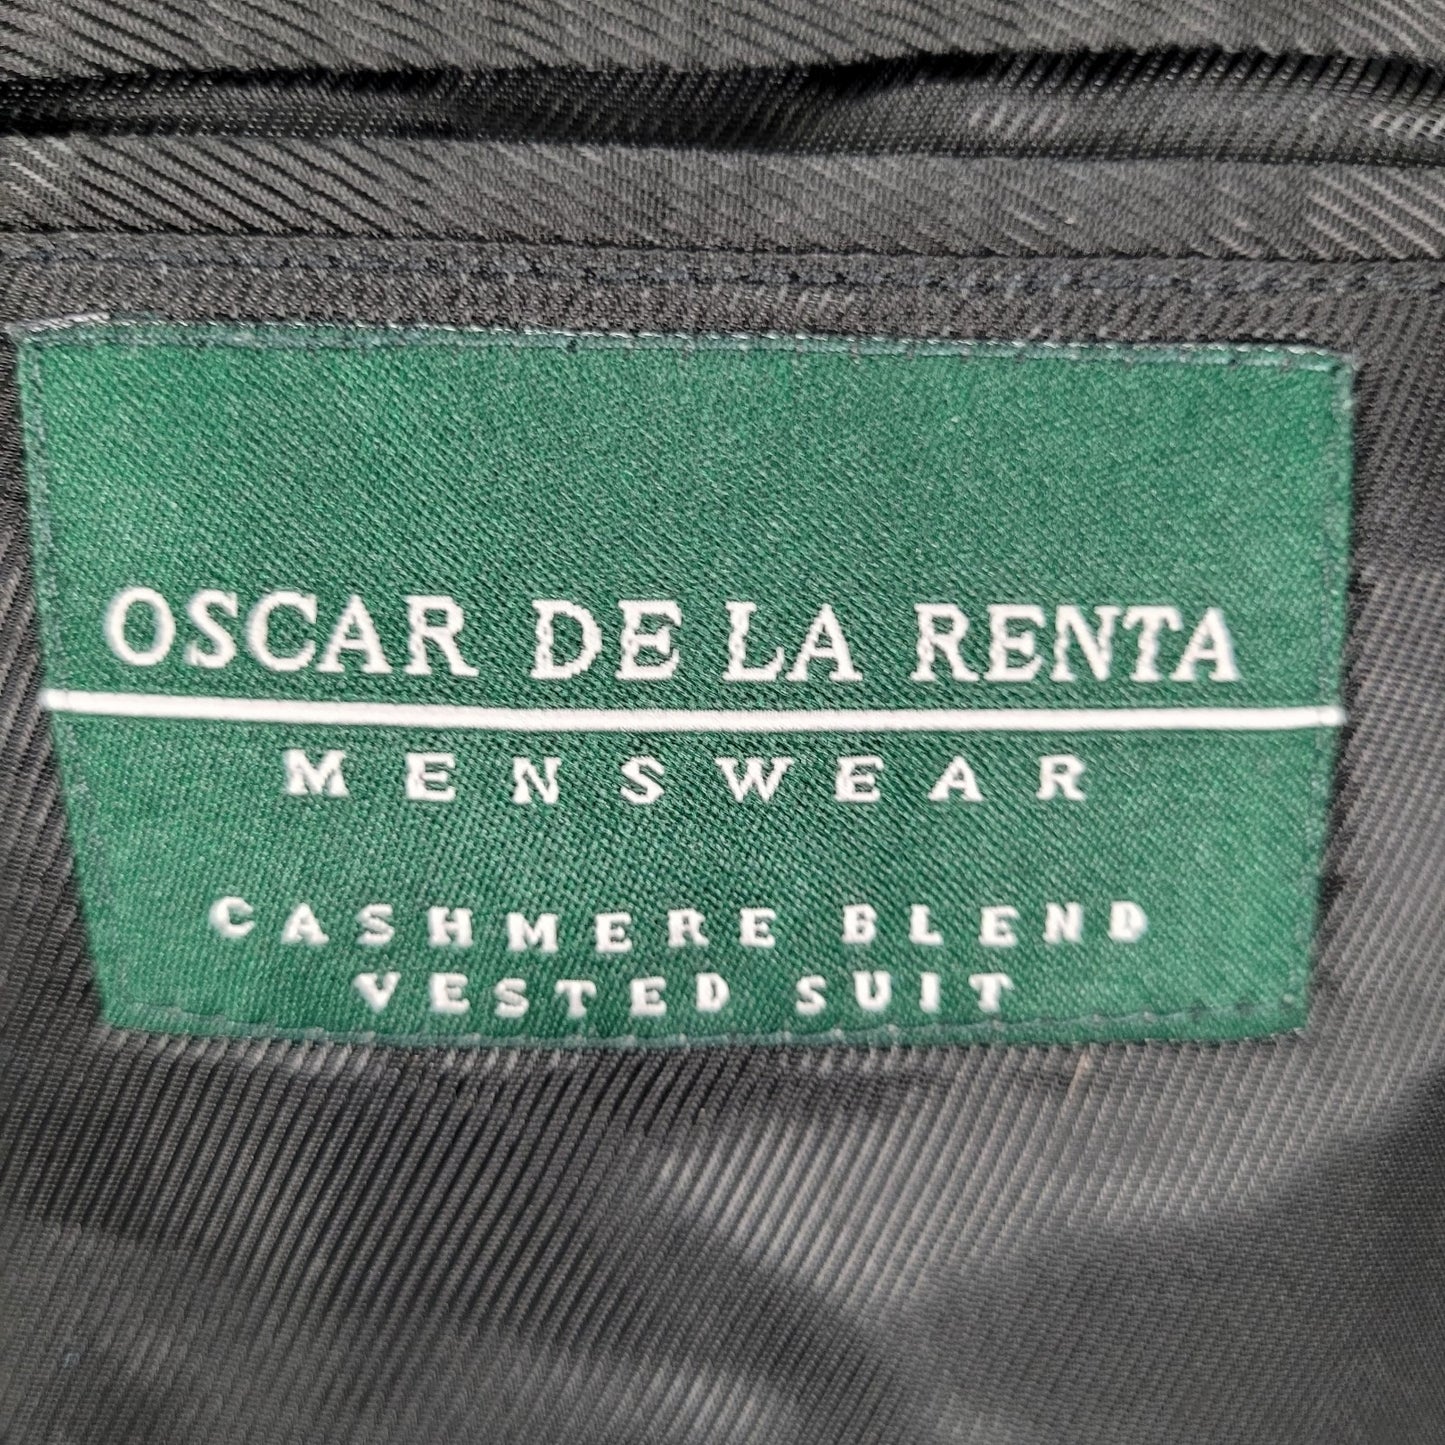 OSCAR DE LA RENTA
MENSWEAR
CASHMERE BLEND
VESTED SUIT